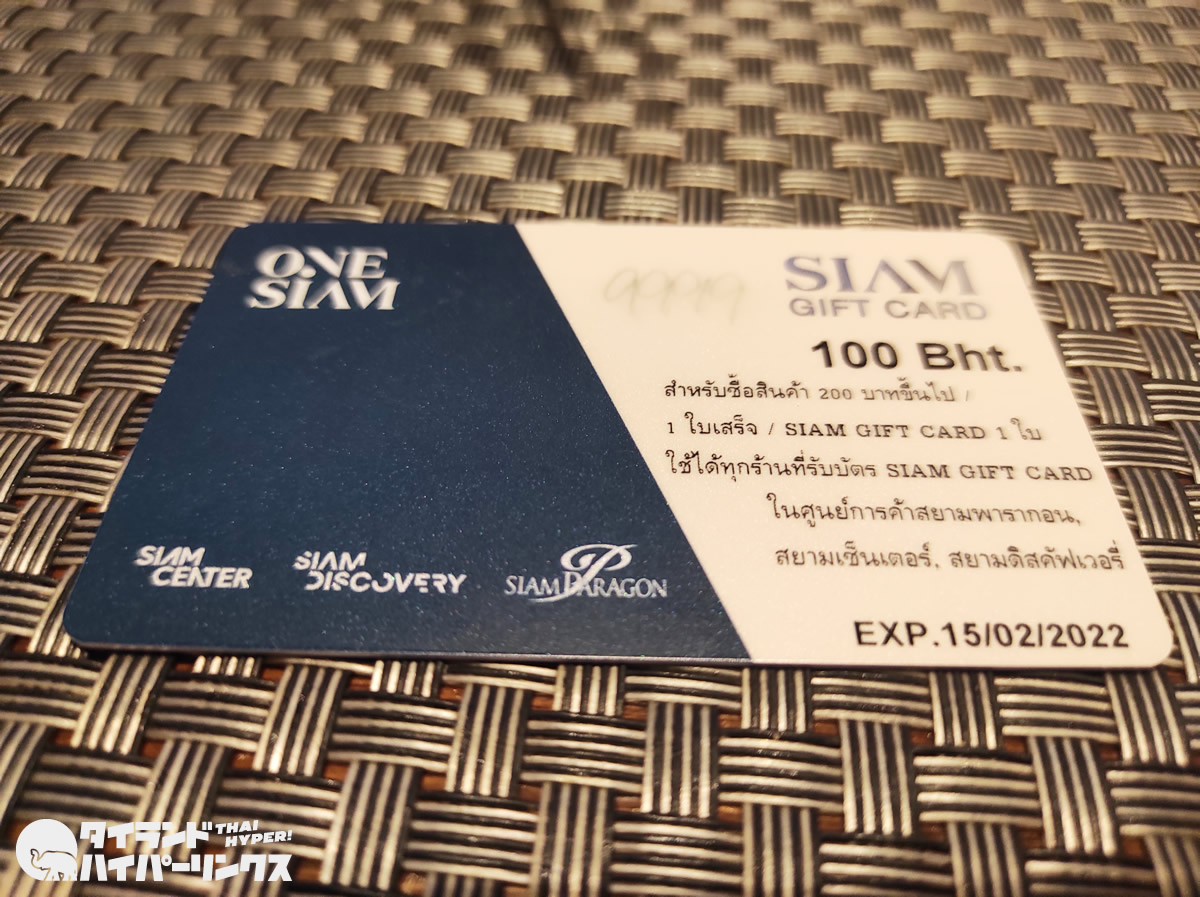 ONE
SIAM
SIAM
GIFT CARD
100 Bht.
สำหรับซื้อสินค้า 200 บาทขึ้นไป /
1 ใบเสร็จ / SIAM GIFT CARD 1 ใบ
ใช้ได้ทุกร้านที่รับบัตร SIAM GIFT CARD
ในศูนย์การค้าสยามพารากอน,
สยามเซ็นเตอร์, สยามดิสคัฟเวอรี่
EXP.15/02/2022
SIAM
CENTER
SIAM
DISCOVERY
SIAM PARAGON
タイランド THAI
HYPER!
ハイパーリンクス